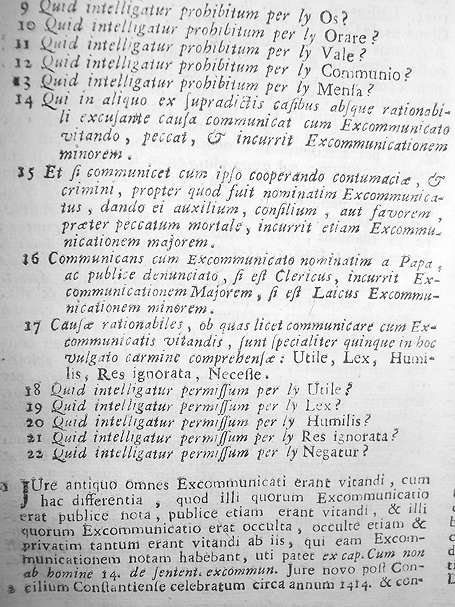 9 Quid intelligatur prohibitum per ly Os?
10 Quid intelligatur prohibitum per ly Orare?
11 Quid intelligatur prohibitum per ly Vale?
12 Quid intelligatur prohibitum per ly Communio?
13 Quid intelligatur prohibitum per ly Menſa?
14 Qui in aliquo ex ſupradictis caſibus abſque rationabi-
li excuſante cauſa communicat cum Excommunicato
vitando, peccat, & incurrit Excommunicationem
minorem.
15 Et ſi communicet cum ipſo cooperando contumaciæ, &
crimini, propter quod fuit nominatim Excommunica-
tus, dando ei auxilium, conſilium, aut favorem,
præter peccatum mortale, incurrit etiam Excommu-
nicationem majorem.
16 Communicans cum Excommunicato nominatim a Papa,
ac publice denunciato, ſi eſt Clericus, incurrit Ex-
communicationem Majorem, ſi eſt Laicus Excommu-
nicationem minorem.
17 Cauſæ rationabiles, ob quas licet communicare cum Ex-
communicatis vitandis, ſunt ſpecialiter quinque in hoc
vulgato carmine comprehenſæ: Utile, Lex, Humi-
lis, Res ignorata, Neceſſe.
18 Quid intelligatur permiſſum per ly Utile?
19 Quid intelligatur permiſſum per ly Lex?
20 Quid intelligatur permiſſum per ly Humilis?
21 Quid intelligatur permiſſum per ly Res ignorata?
22 Quid intelligatur permiſſum per ly Negatur?
1 JUre antiquo omnes Excommunicati erant vitandi, cum
hac differentia, quod illi quorum Excommunicatio
erat publice nota, publice etiam erant vitandi, & illi
quorum Excommunicatio erat occulta, occulte etiam &
privatim tantum erant vitandi ab iis, qui eam Excom-
municationem notam habebant, uti patet ex cap. Cum non
ab homine 14. de ſentent. excommun. Jure novo poſt Con-
2 cilium Conſtantienſe celebratum circa annum 1414. & con-